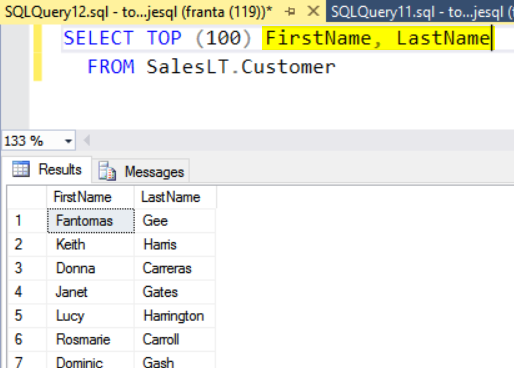 SQLQuery12.sql - to...jesql (franta (119))* SQLQuery11.sql - to...jesql (
SELECT TOP (100) FirstName, LastName
FROM SalesLT.Customer
133 %
Results Messages
FirstName LastName
1 Fantomas Gee
2 Keith Harris
3 Donna Carreras
4 Janet Gates
5 Lucy Harrington
6 Rosmarie Carroll
7 Dominic Gash